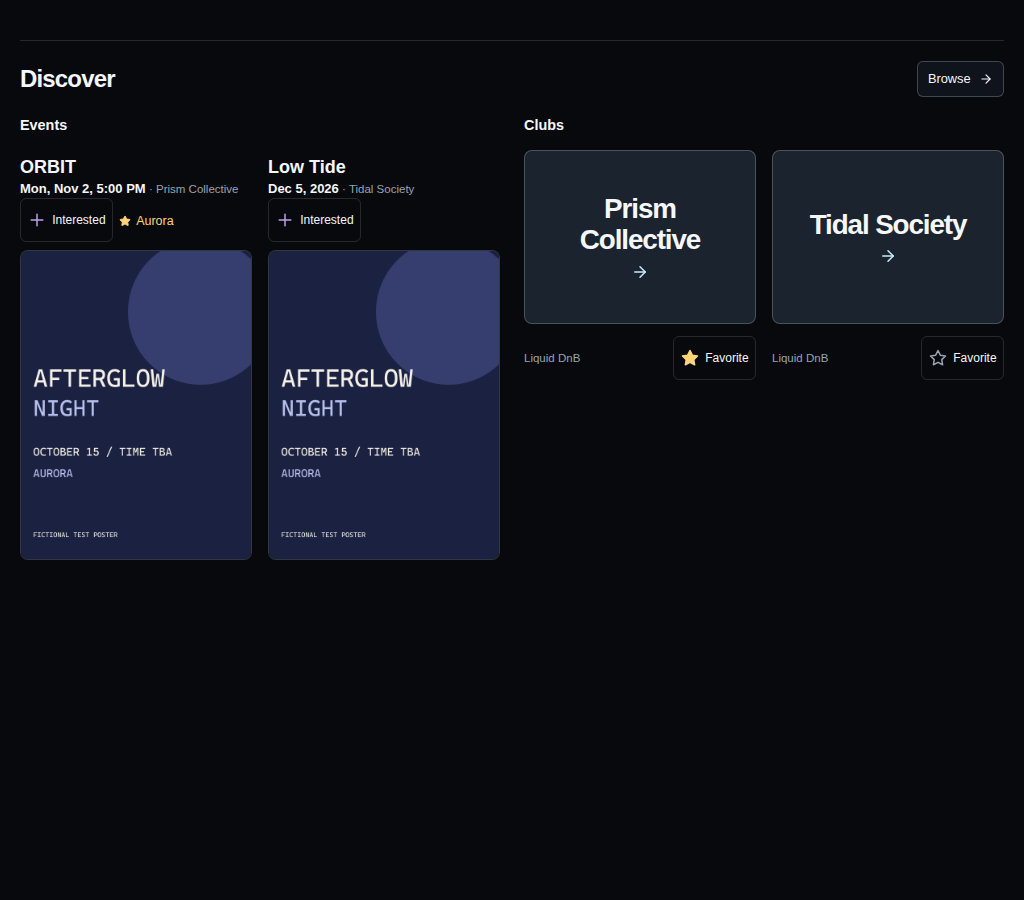 Discover
Browse
Events
Clubs
ORBIT
Mon, Nov 2, 5:00 PM · Prism Collective
Interested
Aurora
AFTERGLOW
NIGHT
OCTOBER 15 / TIME TBA
AURORA
FICTIONAL TEST POSTER
Low Tide
Dec 5, 2026 · Tidal Society
Interested
AFTERGLOW
NIGHT
OCTOBER 15 / TIME TBA
AURORA
FICTIONAL TEST POSTER
Prism
Collective
Liquid DnB
Favorite
Tidal Society
Liquid DnB
Favorite